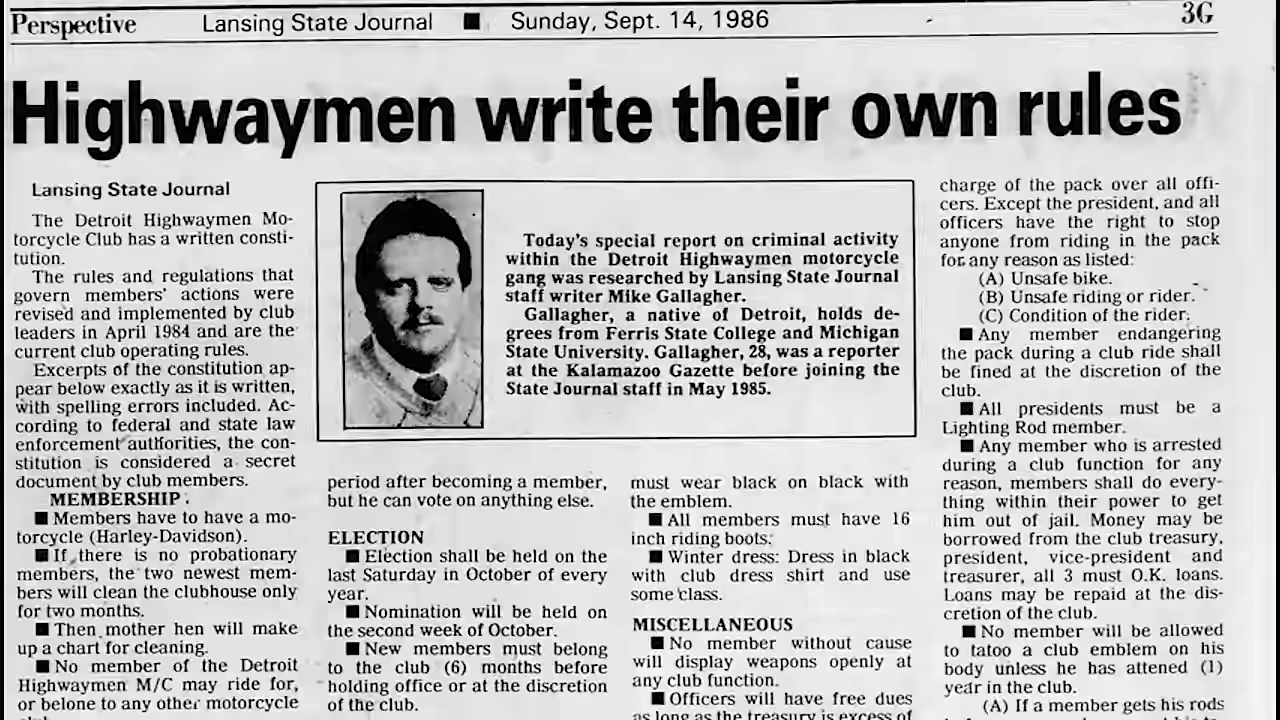 Perspective Lansing State Journal ■ Sunday, Sept. 14, 1986 3G
Highwaymen write their own rules
Lansing State Journal
The Detroit Highwaymen Mo-
torcycle Club has a written consti-
tution.
The rules and regulations that
govern members' actions were
revised and implemented by club
leaders in April 1984 and are the
current club operating rules.
Excerpts of the constitution ap-
pear below exactly as it is written,
with spelling errors included. Ac-
cording to federal and state law
enforcement authorities, the con-
stitution is considered a secret
document by club members.
MEMBERSHIP
■ Members have to have a mo-
torcycle (Harley-Davidson).
■ If there is no probationary
members, the two newest mem-
bers will clean the clubhouse only
for two months.
■ Then mother hen will make
up a chart for cleaning.
■ No member of the Detroit
Highwaymen M/C may ride for,
or belone to any other motorcycle
Today's special report on criminal activity
within the Detroit Highwaymen motorcycle
gang was researched by Lansing State Journal
staff writer Mike Gallagher.
Gallagher, a native of Detroit, holds de-
grees from Ferris State College and Michigan
State University. Gallagher, 28, was a reporter
at the Kalamazoo Gazette before joining the
State Journal staff in May 1985.
period after becoming a member,
but he can vote on anything else.
ELECTION
■ Election shall be held on the
last Saturday in October of every
year.
■ Nomination will be held on
the second week of October.
■ New members must belong
to the club (6) months before
holding office or at the discretion
of the club.
must wear black on black with
the emblem.
■ All members must have 16
inch riding boots.
■ Winter dress: Dress in black
with club dress shirt and use
some class.
MISCELLANEOUS
■ No member without cause
will display weapons openly at
any club function.
■ Officers will have free dues
as long as the treasury is excess of
charge of the pack over all offi-
cers. Except the president, and all
officers have the right to stop
anyone from riding in the pack
for any reason as listed:
(A) Unsafe bike.
(B) Unsafe riding or rider.
(C) Condition of the rider.
■ Any member endangering
the pack during a club ride shall
be fined at the discretion of the
club.
■ All presidents must be a
Lighting Rod member.
■ Any member who is arrested
during a club function for any
reason, members shall do every-
thing within their power to get
him out of jail. Money may be
borrowed from the club treasury,
president, vice-president and
treasurer, all 3 must O.K. loans.
Loans may be repaid at the dis-
cretion of the club.
■ No member will be allowed
to tatoo a club emblem on his
body unless he has attened (1)
year in the club.
(A) If a member gets his rods